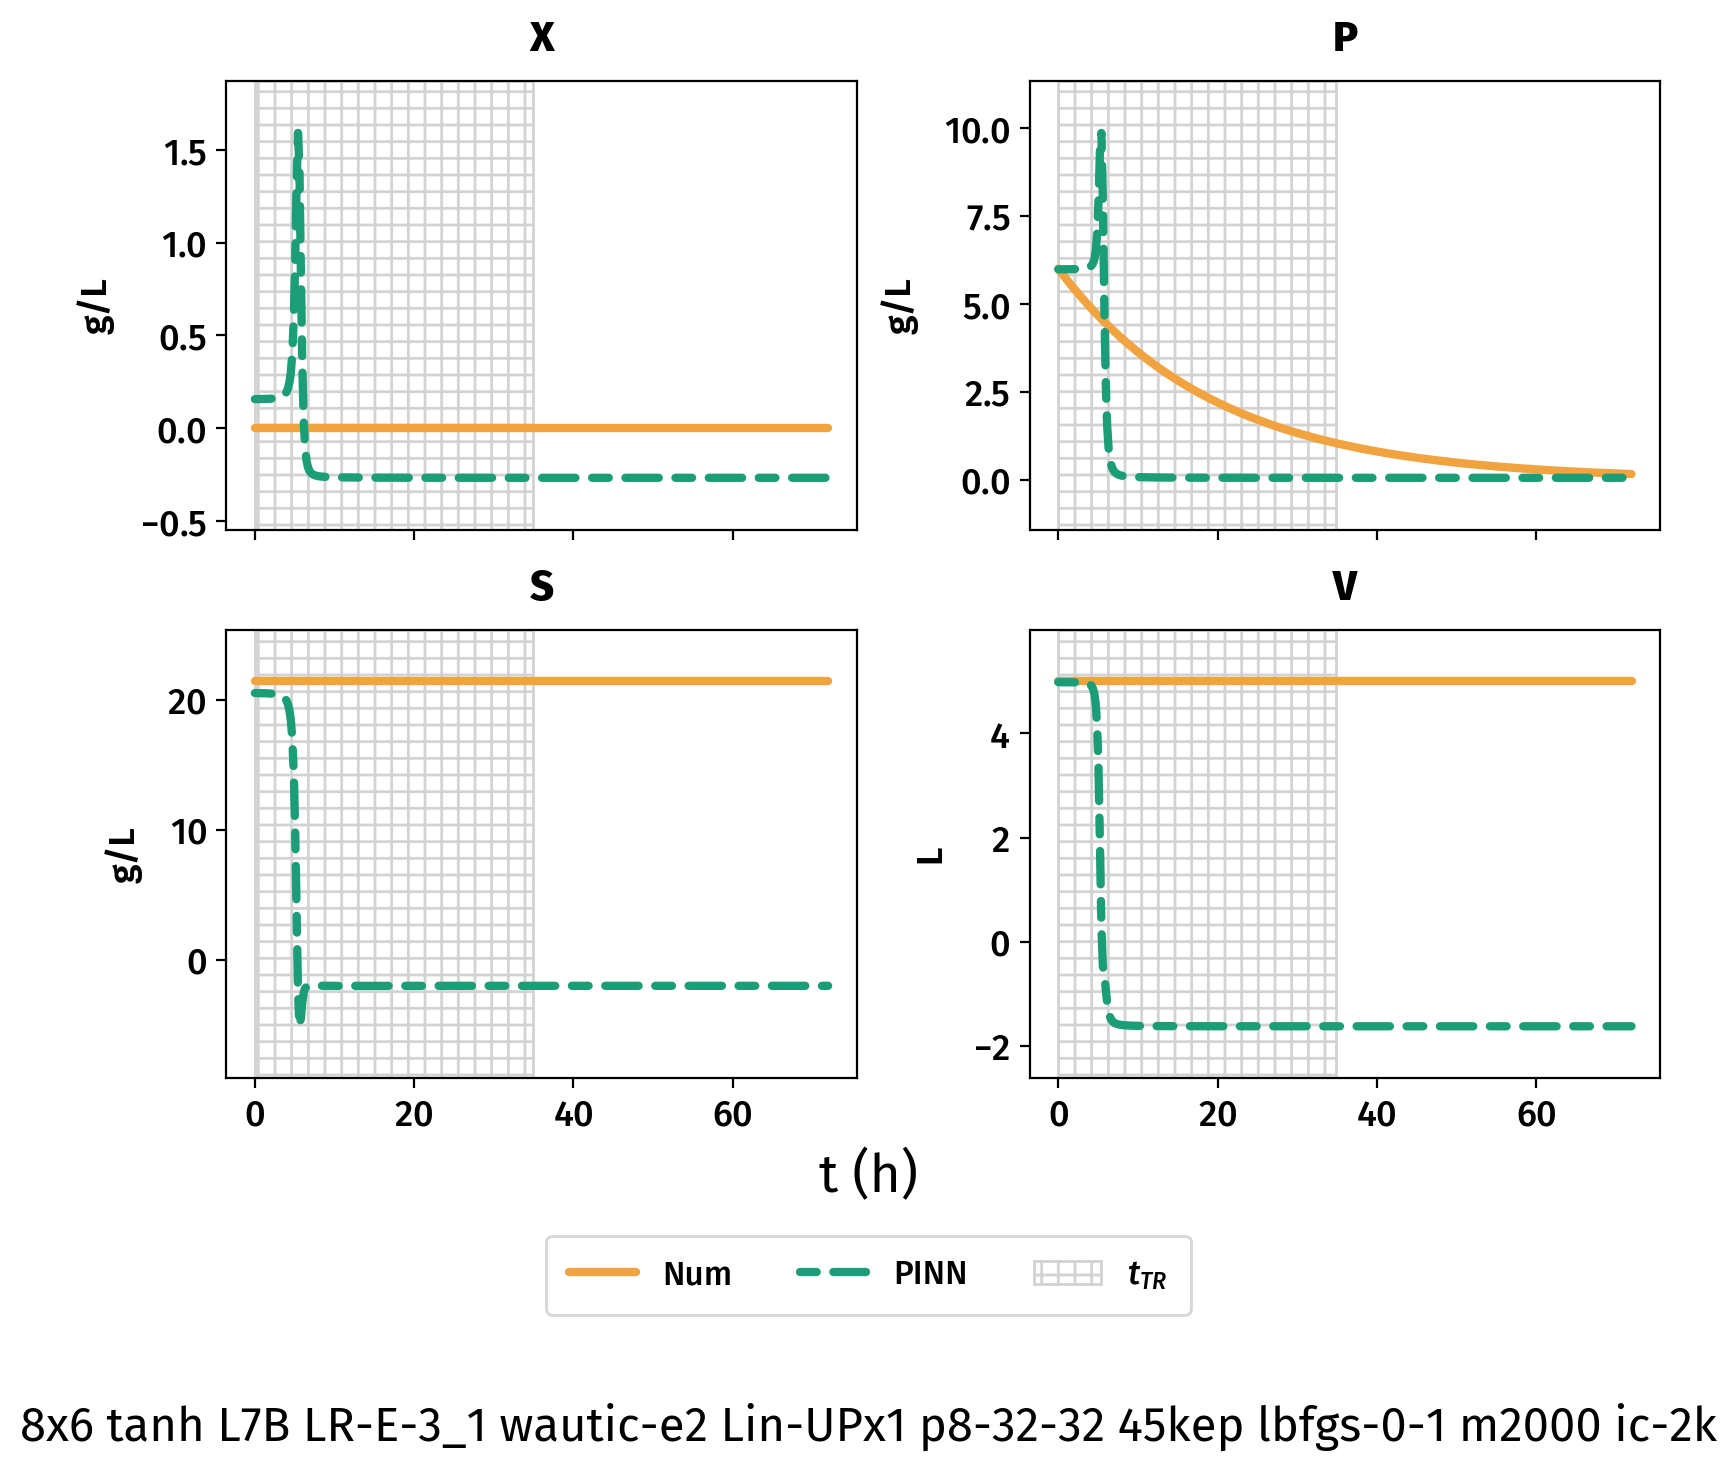 X
P
1.5
1.0
0.5
0.0
−0.5
g/L
10.0
7.5
5.0
2.5
0.0
g/L
S
V
20
10
0
g/L
0
20
40
60
4
2
0
−2
L
0
20
40
60
t (h)
Num PINN t_TR
8x6 tanh L7B LR-E-3_1 wautic-e2 Lin-UPx1 p8-32-32 45kep lbfgs-0-1 m2000 ic-2k